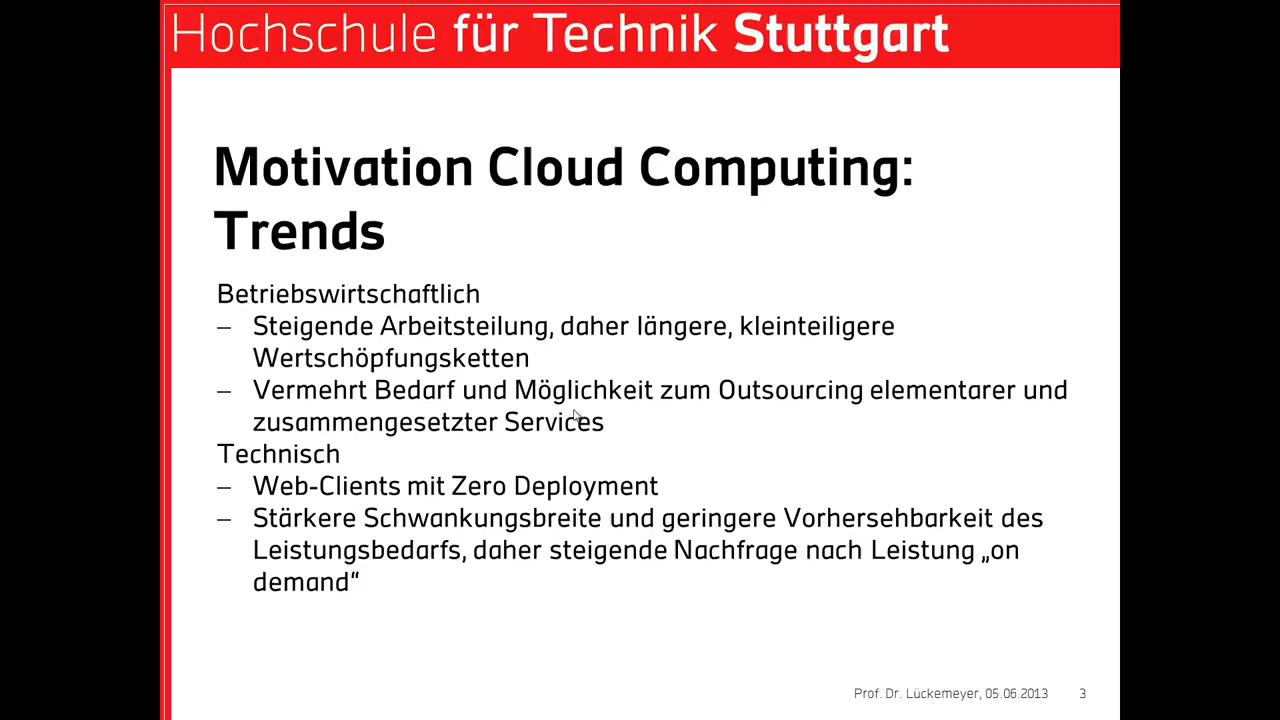 Hochschule für Technik Stuttgart
Motivation Cloud Computing:
Trends
Betriebswirtschaftlich
– Steigende Arbeitsteilung, daher längere, kleinteiligere
Wertschöpfungsketten
– Vermehrt Bedarf und Möglichkeit zum Outsourcing elementarer und
zusammengesetzter Services
Technisch
– Web-Clients mit Zero Deployment
– Stärkere Schwankungsbreite und geringere Vorhersehbarkeit des
Leistungsbedarfs, daher steigende Nachfrage nach Leistung „on
demand“
Prof. Dr. Lückemeyer, 05.06.2013 3